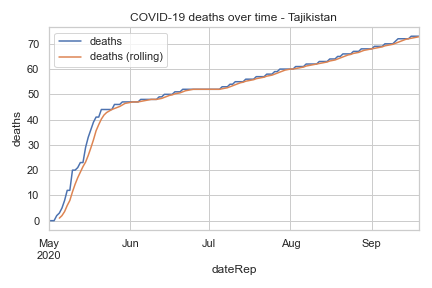 COVID-19 deaths over time - Tajikistan
deaths
deaths (rolling)
deaths
70
60
50
40
30
20
10
0
May
2020
Jun
Jul
Aug
Sep
dateRep